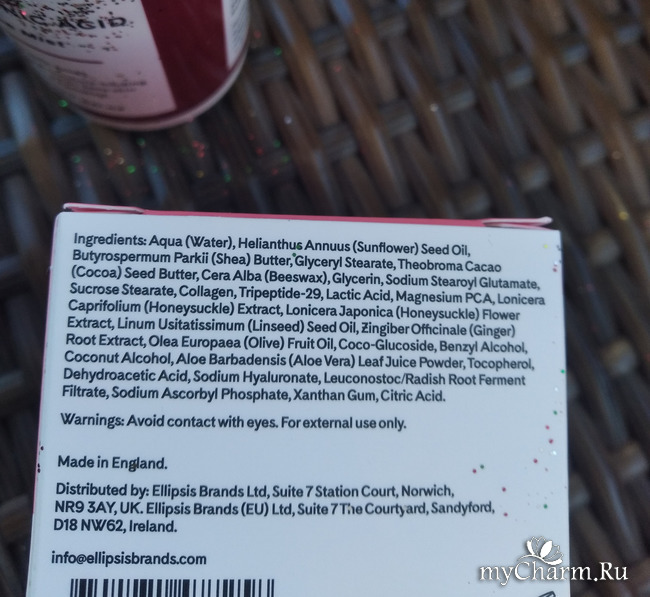 C ACID
MIST
Ingredients: Aqua (Water), Helianthus Annuus (Sunflower) Seed Oil,
Butyrospermum Parkii (Shea) Butter, Glyceryl Stearate, Theobroma Cacao
(Cocoa) Seed Butter, Cera Alba (Beeswax), Glycerin, Sodium Stearoyl Glutamate,
Sucrose Stearate, Collagen, Tripeptide-29, Lactic Acid, Magnesium PCA, Lonicera
Caprifolium (Honeysuckle) Extract, Lonicera Japonica (Honeysuckle) Flower
Extract, Linum Usitatissimum (Linseed) Seed Oil, Zingiber Officinale (Ginger)
Root Extract, Olea Europaea (Olive) Fruit Oil, Coco-Glucoside, Benzyl Alcohol,
Coconut Alcohol, Aloe Barbadensis (Aloe Vera) Leaf Juice Powder, Tocopherol,
Dehydroacetic Acid, Sodium Hyaluronate, Leuconostoc/Radish Root Ferment
Filtrate, Sodium Ascorbyl Phosphate, Xanthan Gum, Citric Acid.
Warnings: Avoid contact with eyes. For external use only.
Made in England.
Distributed by: Ellipsis Brands Ltd, Suite 7 Station Court, Norwich,
NR9 3AY, UK. Ellipsis Brands (EU) Ltd, Suite 7 The Courtyard, Sandyford,
D18 NW62, Ireland.
info@ellipsisbrands.com
myCharm.Ru